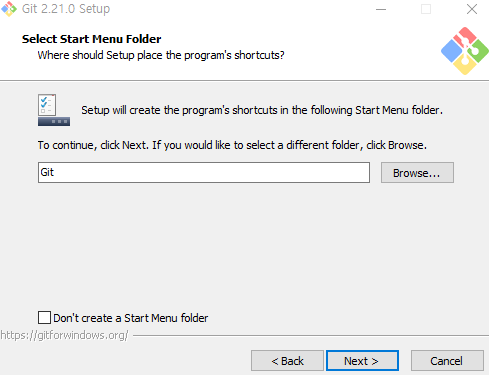 Git 2.21.0 Setup
Select Start Menu Folder
Where should Setup place the program's shortcuts?
Setup will create the program's shortcuts in the following Start Menu folder.
To continue, click Next. If you would like to select a different folder, click Browse.
Git
Browse...
Don't create a Start Menu folder
https://gitforwindows.org/
< Back
Next >
Cancel